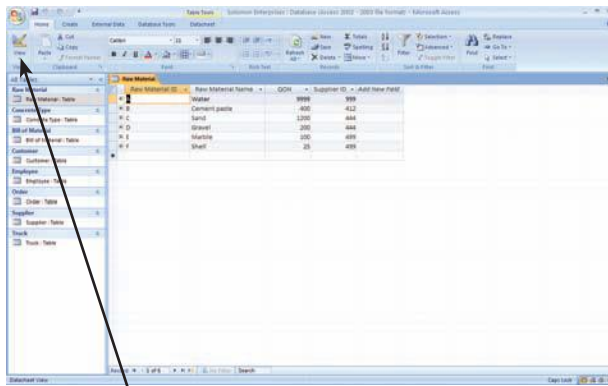 Table Tools Solomon Enterprises : Database (Access 2002 - 2003 file format) - Microsoft Access
Home Create External Data Database Tools Datasheet
View Paste Cut Copy Format Painter
Calibri 11
Refresh All New Save Delete Totals Spelling More
Filter Selection Advanced Toggle Filter
Find Replace Go To Select
Views Clipboard Font Rich Text Records Sort & Filter Find
All Tables
Raw Material
Raw Material : Table
Concrete Type
Concrete Type : Table
Bill of Material
Bill of Material : Table
Customer
Customer : Table
Employee
Employee : Table
Order
Order : Table
Supplier
Supplier : Table
Truck
Truck : Table
Raw Material
Raw Material ID Raw Material Name QOH Supplier ID Add New Field
A Water 9999 999
B Cement paste 400 412
C Sand 1200 444
D Gravel 200 444
E Marble 100 499
F Shell 25 499
Record: 1 of 6 No Filter Search
Datasheet View Caps Lock